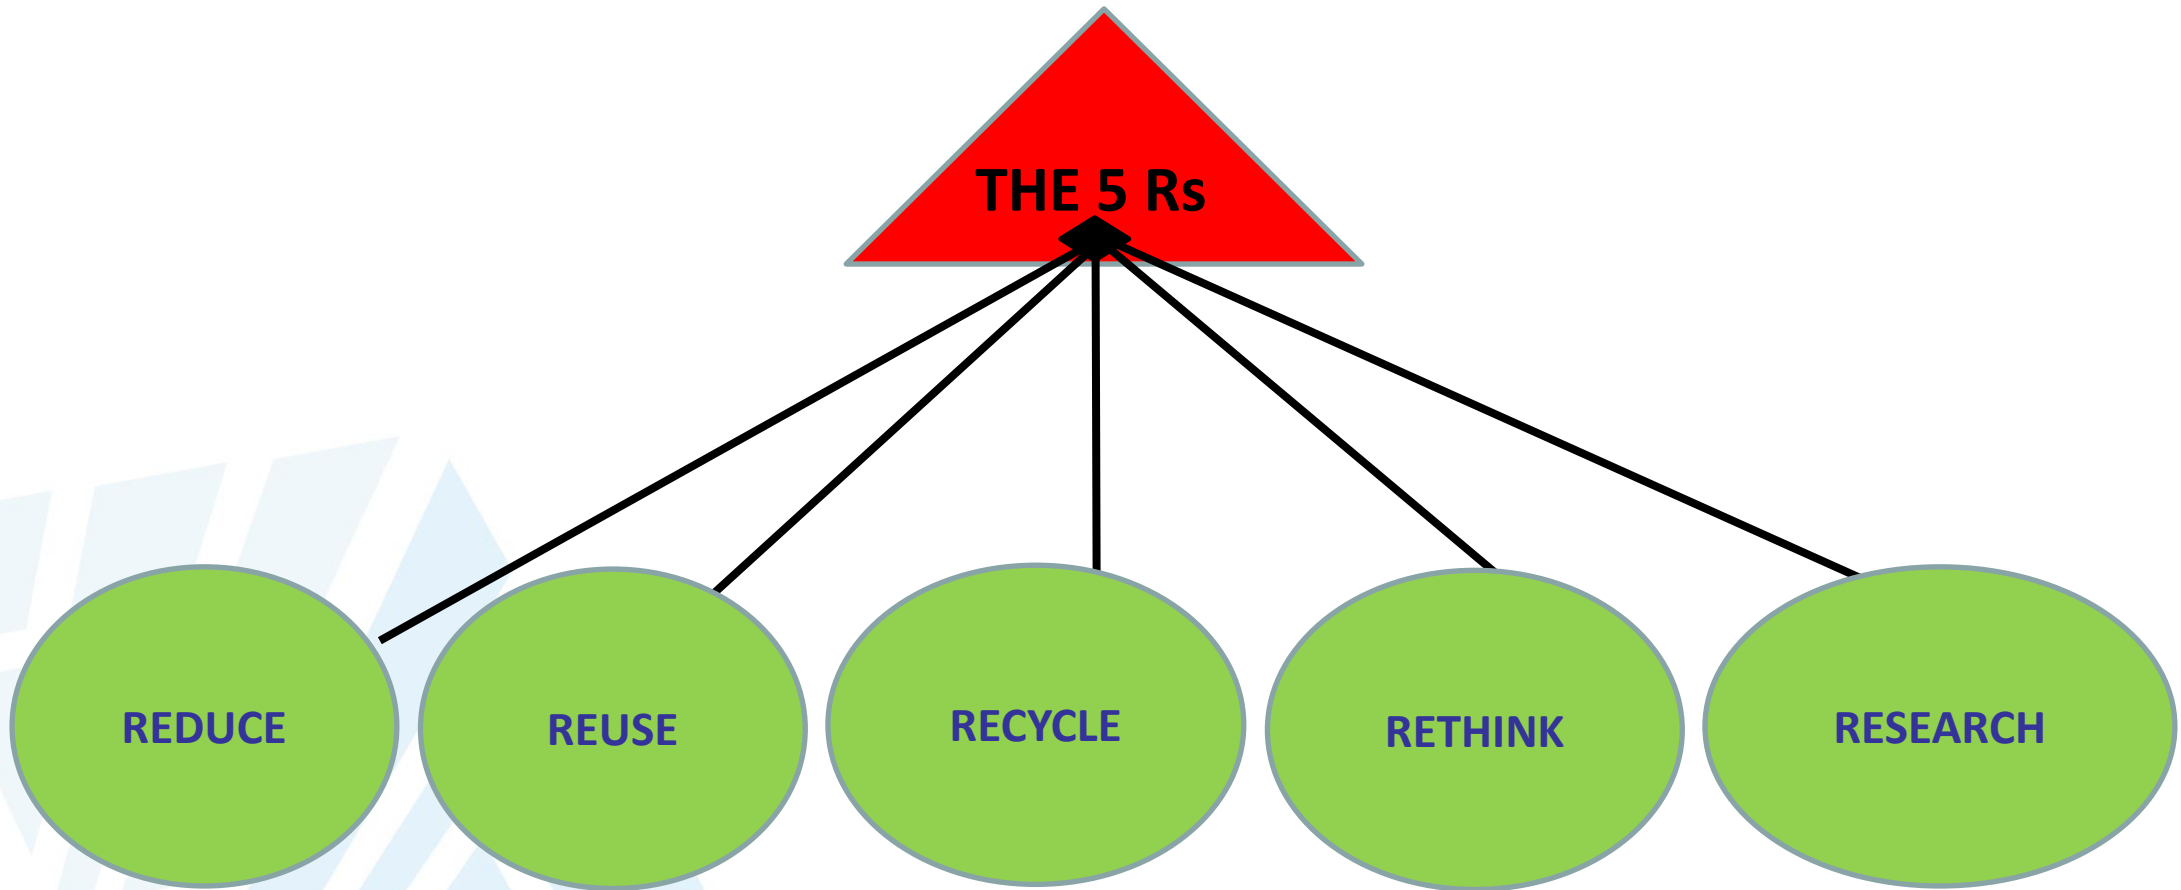 THE 5 Rs
REDUCE
REUSE
RECYCLE
RETHINK
RESEARCH